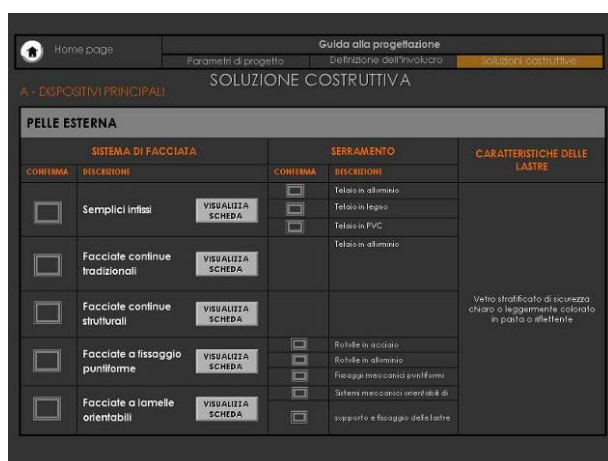 Home page
Guida alla progettazione
Parametri di progetto
Definizione dell'involucro
Soluzioni costruttive
SOLUZIONE COSTRUTTIVA
A - DISPOSITIVI PRINCIPALI
PELLE ESTERNA
SISTEMA DI FACCIATA
SERRAMENTO
CARATTERISTICHE DELLE
LASTRE
CONFERMA
DESCRIZIONE
CONFERMA
DESCRIZIONE
Semplici infissi
VISUALIZZA
SCHEDA
Telaio in alluminio
Telaio in legno
Telaio in PVC
Facciate continue
tradizionali
VISUALIZZA
SCHEDA
Telaio in alluminio
Facciate continue
strutturali
VISUALIZZA
SCHEDA
Vetro stratificato di sicurezza
chiaro o leggermente colorato
in pasta o riflettente
Facciate a fissaggio
puntiforme
VISUALIZZA
SCHEDA
Rotulle in acciaio
Rotulle in alluminio
Fissaggi meccanici puntiformi
Facciate a lamelle
orientabili
VISUALIZZA
SCHEDA
Sistemi meccanici orientabili di
supporto e fissaggio delle lastre